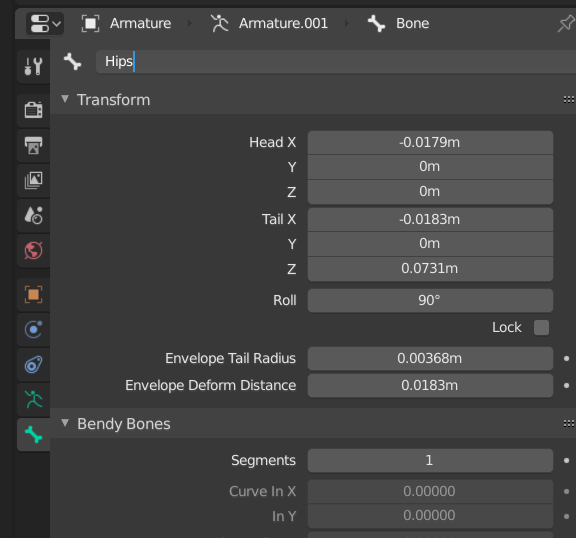 Armature Armature.001 Bone
Hips
Transform
Head X -0.0179m
Y 0m
Z 0m
Tail X -0.0183m
Y 0m
Z 0.0731m
Roll 90°
Lock
Envelope Tail Radius 0.00368m
Envelope Deform Distance 0.0183m
Bendy Bones
Segments 1
Curve In X 0.00000
In Y 0.00000